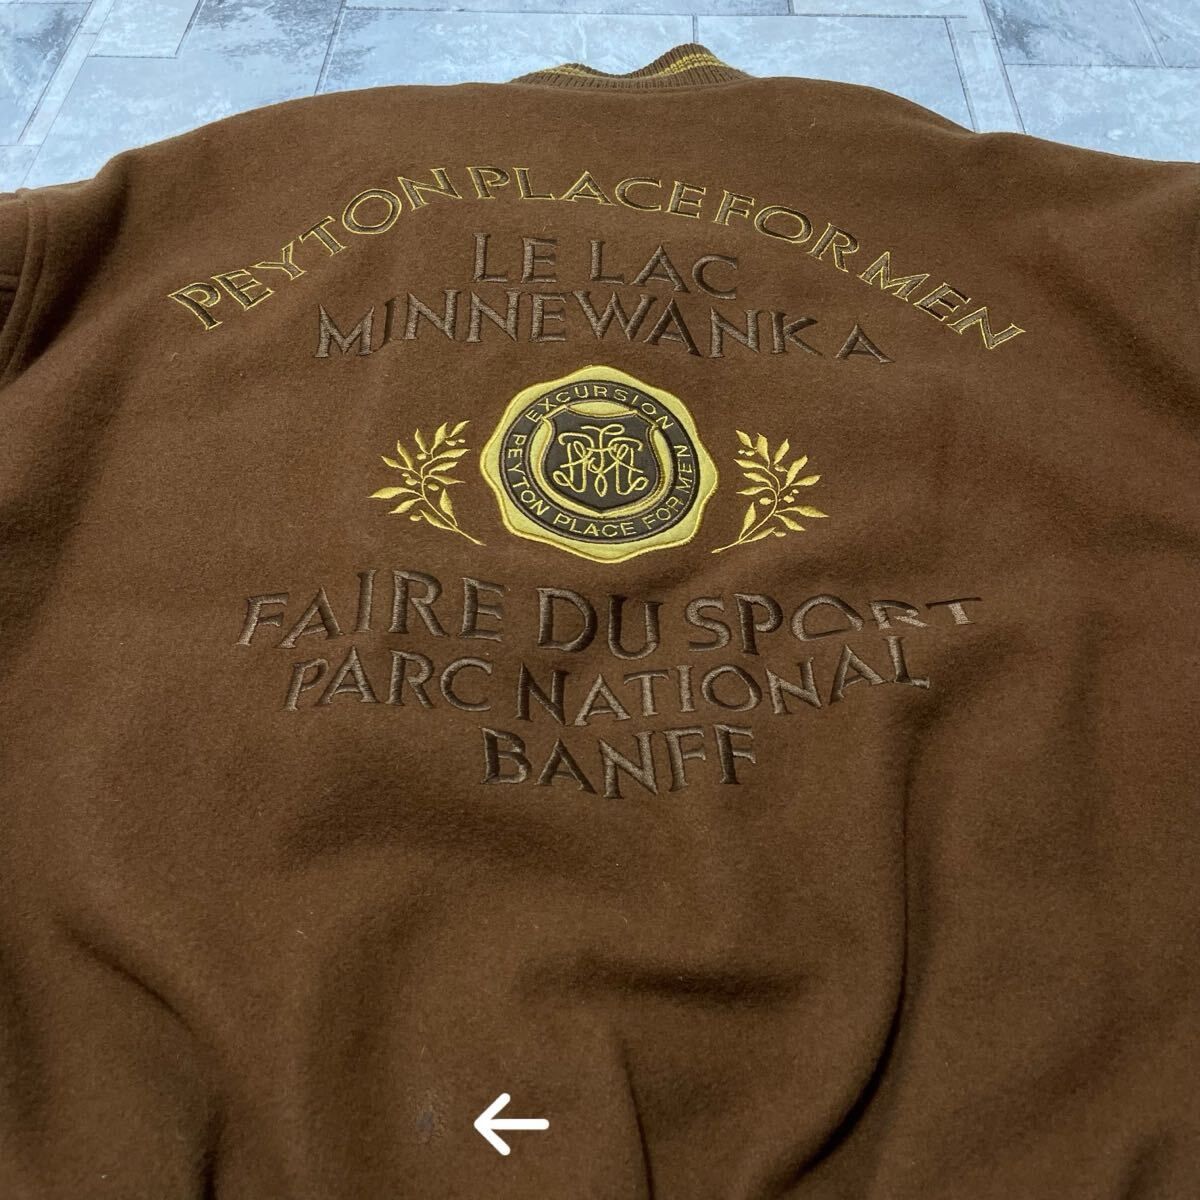 PEYTON PLACE FOR MEN
LE LAC
MINNEWANKA
EXCURSION
PEYTON PLACE FOR MEN
FAIRE DU SPORT
PARC NATIONAL
BANFF